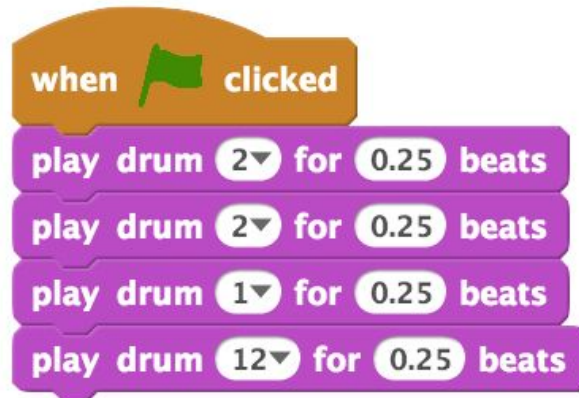 when clicked
play drum 2 for 0.25 beats
play drum 2 for 0.25 beats
play drum 1 for 0.25 beats
play drum 12 for 0.25 beats